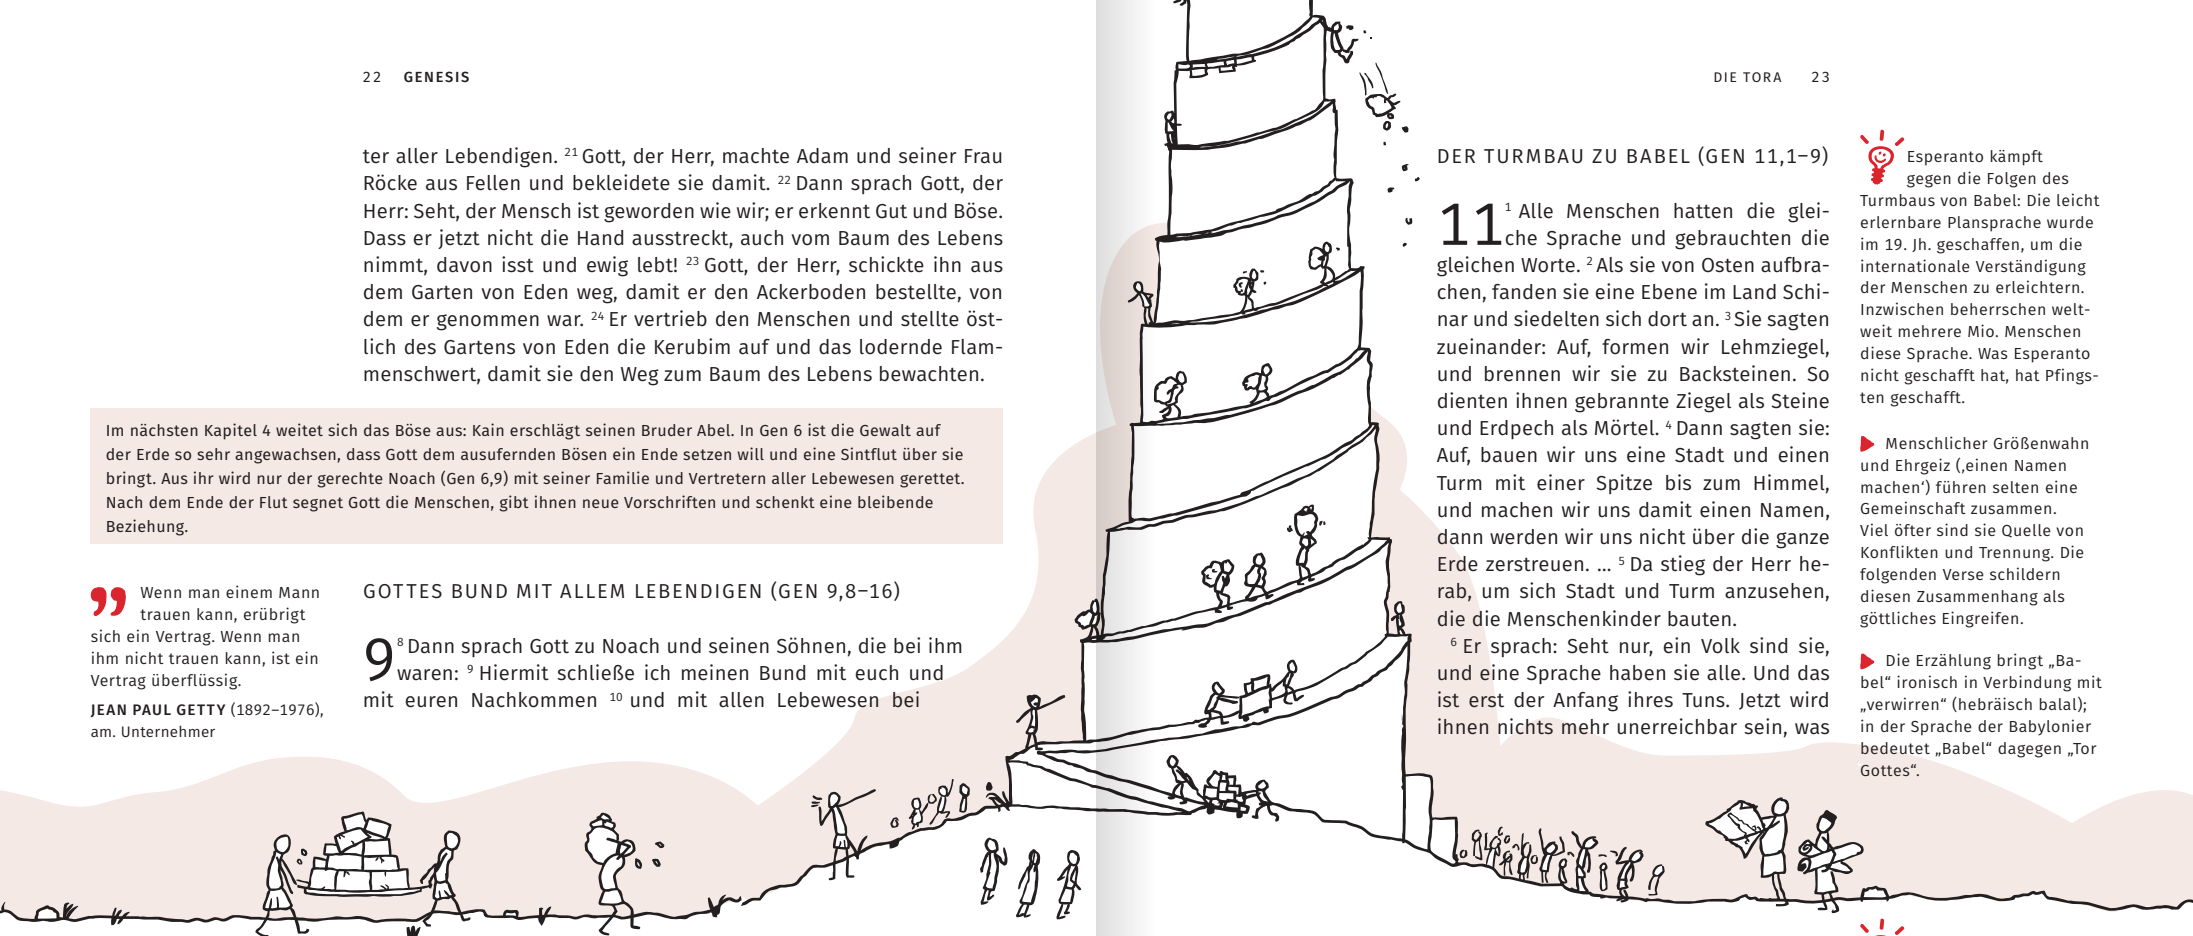 22 GENESIS
ter aller Lebendigen. 21 Gott, der Herr, machte Adam und seiner Frau
Röcke aus Fellen und bekleidete sie damit. 22 Dann sprach Gott, der
Herr: Seht, der Mensch ist geworden wie wir; er erkennt Gut und Böse.
Dass er jetzt nicht die Hand ausstreckt, auch vom Baum des Lebens
nimmt, davon isst und ewig lebt! 23 Gott, der Herr, schickte ihn aus
dem Garten von Eden weg, damit er den Ackerboden bestellte, von
dem er genommen war. 24 Er vertrieb den Menschen und stellte öst-
lich des Gartens von Eden die Kerubim auf und das lodernde Flam-
menschwert, damit sie den Weg zum Baum des Lebens bewachten.
Im nächsten Kapitel 4 weitet sich das Böse aus: Kain erschlägt seinen Bruder Abel. In Gen 6 ist die Gewalt auf
der Erde so sehr angewachsen, dass Gott dem ausufernden Bösen ein Ende setzen will und eine Sintflut über sie
bringt. Aus ihr wird nur der gerechte Noach (Gen 6,9) mit seiner Familie und Vertretern aller Lebewesen gerettet.
Nach dem Ende der Flut segnet Gott die Menschen, gibt ihnen neue Vorschriften und schenkt eine bleibende
Beziehung.
Wenn man einem Mann
trauen kann, erübrigt
sich ein Vertrag. Wenn man
ihm nicht trauen kann, ist ein
Vertrag überflüssig.
JEAN PAUL GETTY (1892–1976),
am. Unternehmer
GOTTES BUND MIT ALLEM LEBENDIGEN (GEN 9,8–16)
9 8 Dann sprach Gott zu Noach und seinen Söhnen, die bei ihm
waren: 9 Hiermit schließe ich meinen Bund mit euch und
mit euren Nachkommen 10 und mit allen Lebewesen bei
DIE TORA 23
DER TURMBAU ZU BABEL (GEN 11,1–9)
11 1 Alle Menschen hatten die glei-
che Sprache und gebrauchten die
gleichen Worte. 2 Als sie von Osten aufbra-
chen, fanden sie eine Ebene im Land Schi-
nar und siedelten sich dort an. 3 Sie sagten
zueinander: Auf, formen wir Lehmziegel,
und brennen wir sie zu Backsteinen. So
dienten ihnen gebrannte Ziegel als Steine
und Erdpech als Mörtel. 4 Dann sagten sie:
Auf, bauen wir uns eine Stadt und einen
Turm mit einer Spitze bis zum Himmel,
und machen wir uns damit einen Namen,
dann werden wir uns nicht über die ganze
Erde zerstreuen. ... 5 Da stieg der Herr he-
rab, um sich Stadt und Turm anzusehen,
die die Menschenkinder bauten.
6 Er sprach: Seht nur, ein Volk sind sie,
und eine Sprache haben sie alle. Und das
ist erst der Anfang ihres Tuns. Jetzt wird
ihnen nichts mehr unerreichbar sein, was
Esperanto kämpft
gegen die Folgen des
Turmbaus von Babel: Die leicht
erlernbare Plansprache wurde
im 19. Jh. geschaffen, um die
internationale Verständigung
der Menschen zu erleichtern.
Inzwischen beherrschen welt-
weit mehrere Mio. Menschen
diese Sprache. Was Esperanto
nicht geschafft hat, hat Pfings-
ten geschafft.
Menschlicher Größenwahn
und Ehrgeiz (‚einen Namen
machen‘) führen selten eine
Gemeinschaft zusammen.
Viel öfter sind sie Quelle von
Konflikten und Trennung. Die
folgenden Verse schildern
diesen Zusammenhang als
göttliches Eingreifen.
Die Erzählung bringt „Ba-
bel“ ironisch in Verbindung mit
„verwirren“ (hebräisch balal);
in der Sprache der Babylonier
bedeutet „Babel“ dagegen „Tor
Gottes“.